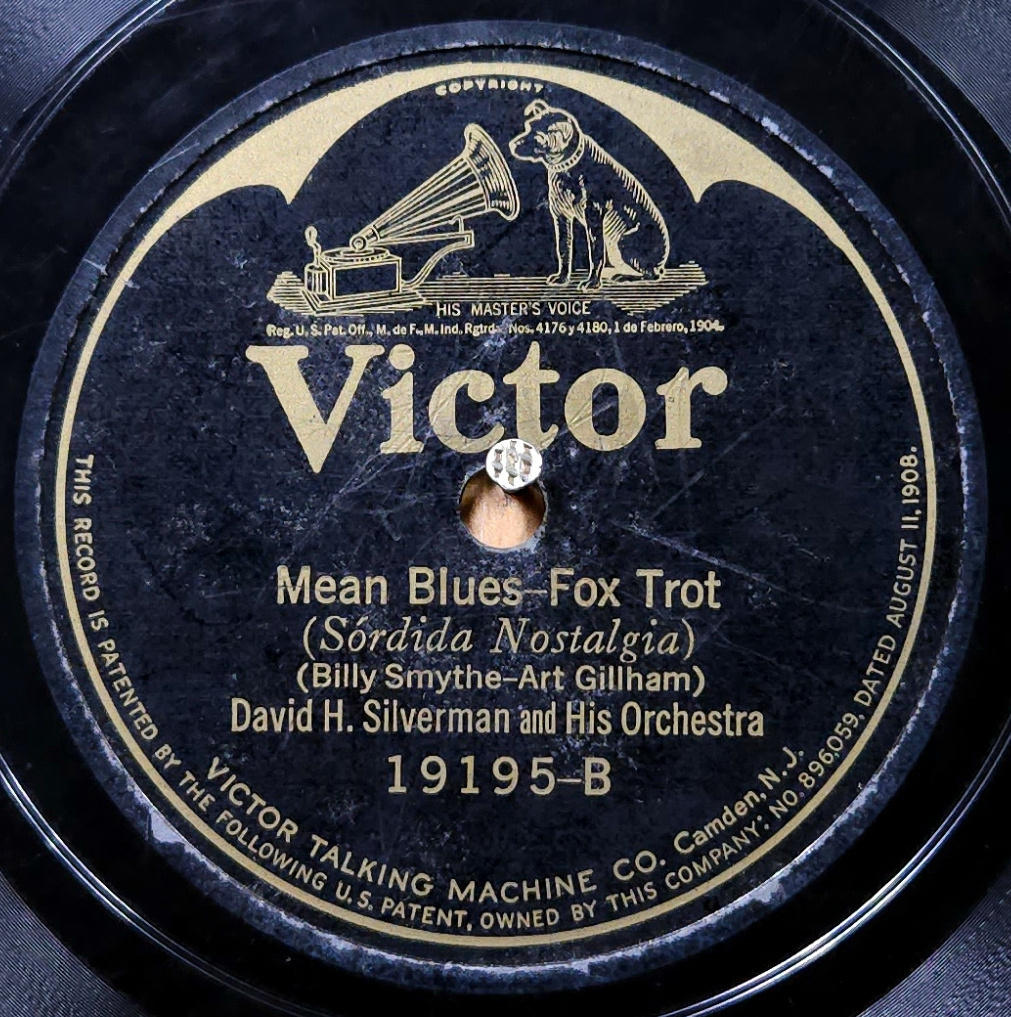 COPYRIGHT
HIS MASTER'S VOICE
Reg. U. S. Pat. Off., M. de F., M. Ind. Rgtrd. Nos. 4176 y 4180, 1 de Febrero, 1904.
Victor
Mean Blues–Fox Trot
(Sórdida Nostalgia)
(Billy Smythe–Art Gillham)
David H. Silverman and His Orchestra
19195–B
VICTOR TALKING MACHINE CO. Camden, N. J.
THIS RECORD IS PATENTED BY THE FOLLOWING U. S. PATENT, OWNED BY THIS COMPANY: NO. 896,059, DATED AUGUST 11, 1908.